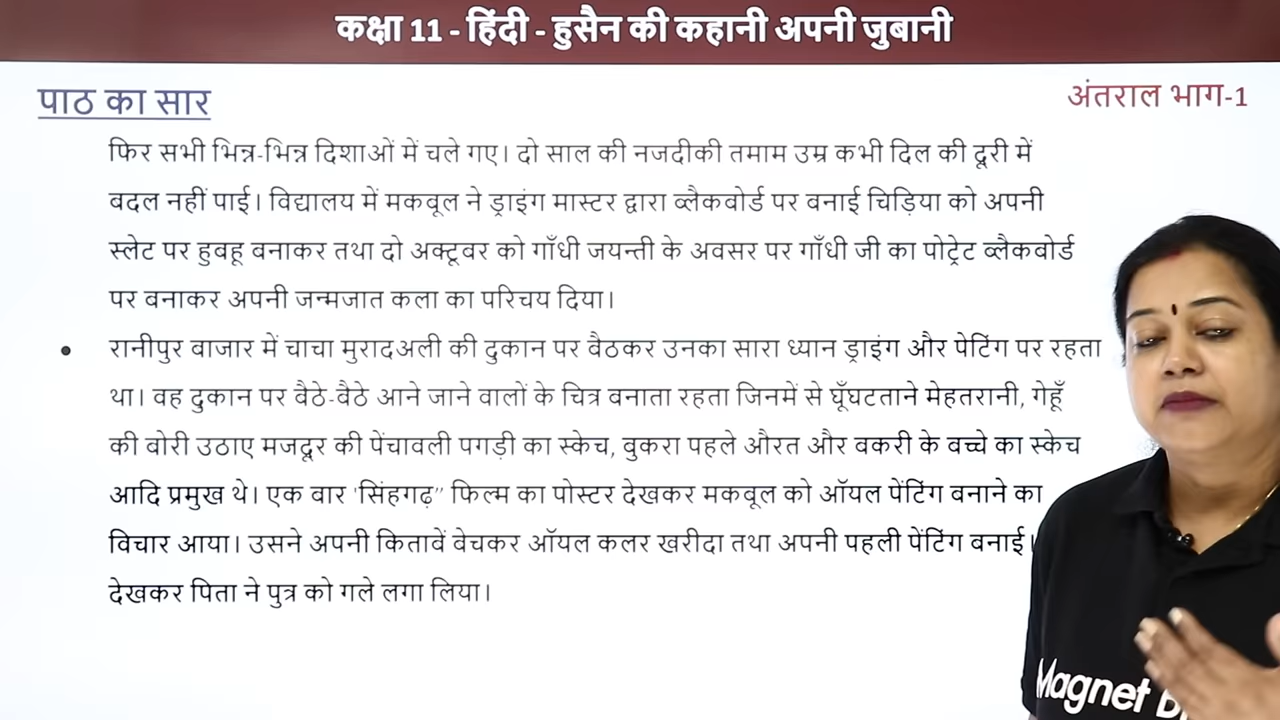 कक्षा 11 - हिंदी - हुसैन की कहानी अपनी जुबानी
पाठ का सार
अंतराल भाग-1
फिर सभी भिन्न-भिन्न दिशाओं में चले गए। दो साल की नजदीकी तमाम उम्र कभी दिल की दूरी में
बदल नहीं पाई। विद्यालय में मकबूल ने ड्राइंग मास्टर द्वारा ब्लैकबोर्ड पर बनाई चिड़िया को अपनी
स्लेट पर हुबहू बनाकर तथा दो अक्टूबर को गाँधी जयन्ती के अवसर पर गाँधी जी का पोट्रेट ब्लैकबोर्ड
पर बनाकर अपनी जन्मजात कला का परिचय दिया।
• रानीपुर बाजार में चाचा मुरादअली की दुकान पर बैठकर उनका सारा ध्यान ड्राइंग और पेटिंग पर रहता
था। वह दुकान पर बैठे-बैठे आने जाने वालों के चित्र बनाता रहता जिनमें से घूँघटताने मेहतरानी, गेहूँ
की बोरी उठाए मजदूर की पेंचावली पगड़ी का स्केच, बुकरा पहले औरत और बकरी के बच्चे का स्केच
आदि प्रमुख थे। एक बार 'सिंहगढ़" फिल्म का पोस्टर देखकर मकबूल को ऑयल पेंटिंग बनाने का
विचार आया। उसने अपनी किताबें बेचकर ऑयल कलर खरीदा तथा अपनी पहली पेंटिंग बनाई।
देखकर पिता ने पुत्र को गले लगा लिया।
Magnet